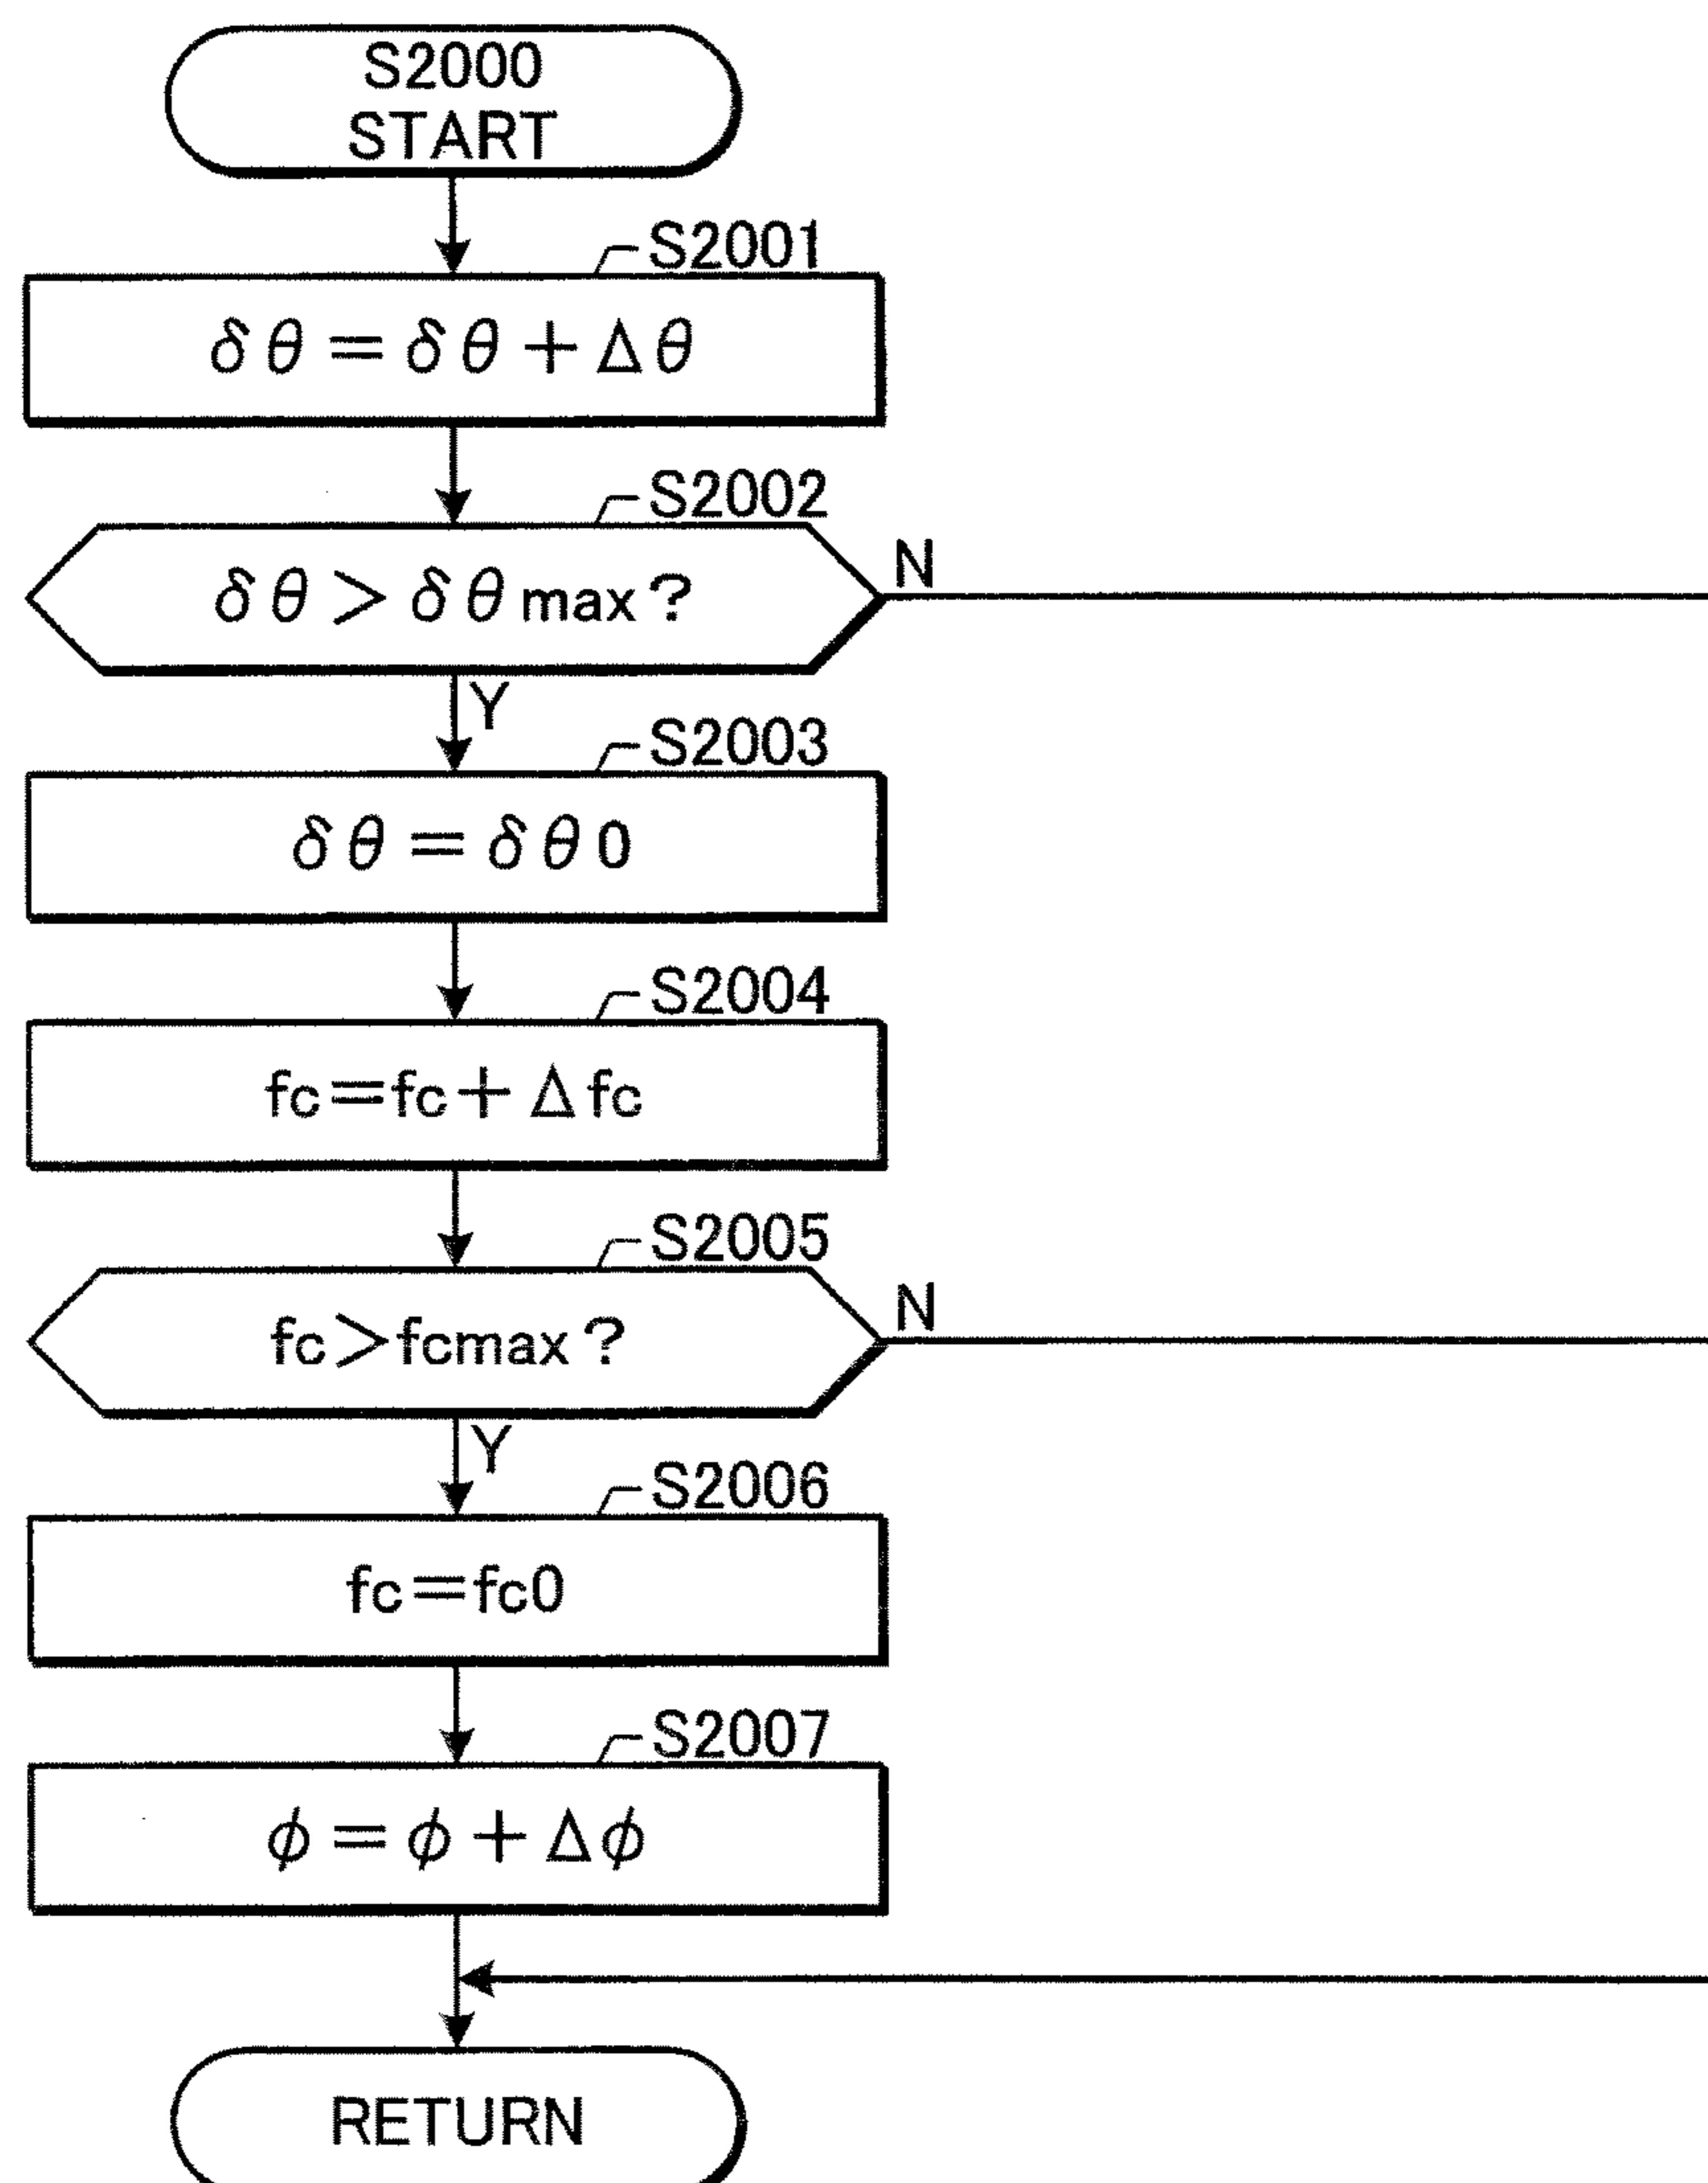 S2000
START
S2001
δθ=δθ+Δθ
S2002
δθ>δθmax?
N
Y
S2003
δθ=δθ0
S2004
fc=fc+Δfc
S2005
fc>fcmax?
N
Y
S2006
fc=fc0
S2007
ϕ=ϕ+Δϕ
RETURN